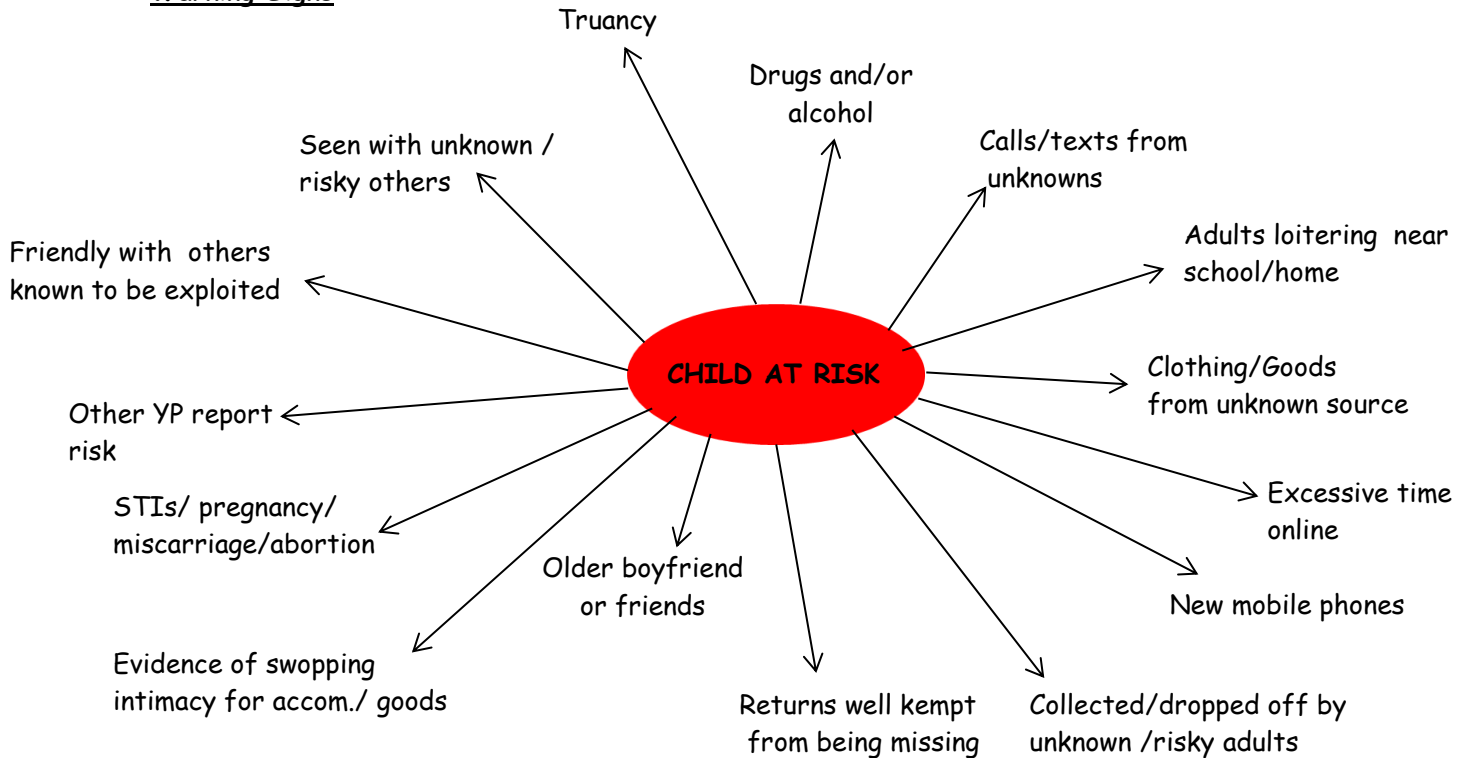 Warning Signs
Truancy
Drugs and/or
alcohol
Seen with unknown /
risky others
Calls/texts from
unknowns
Friendly with others
known to be exploited
Adults loitering near
school/home
CHILD AT RISK
Clothing/Goods
from unknown source
Other YP report
risk
STIs/ pregnancy/
miscarriage/abortion
Excessive time
online
Older boyfriend
or friends
New mobile phones
Evidence of swopping
intimacy for accom./ goods
Returns well kempt
from being missing
Collected/dropped off by
unknown /risky adults